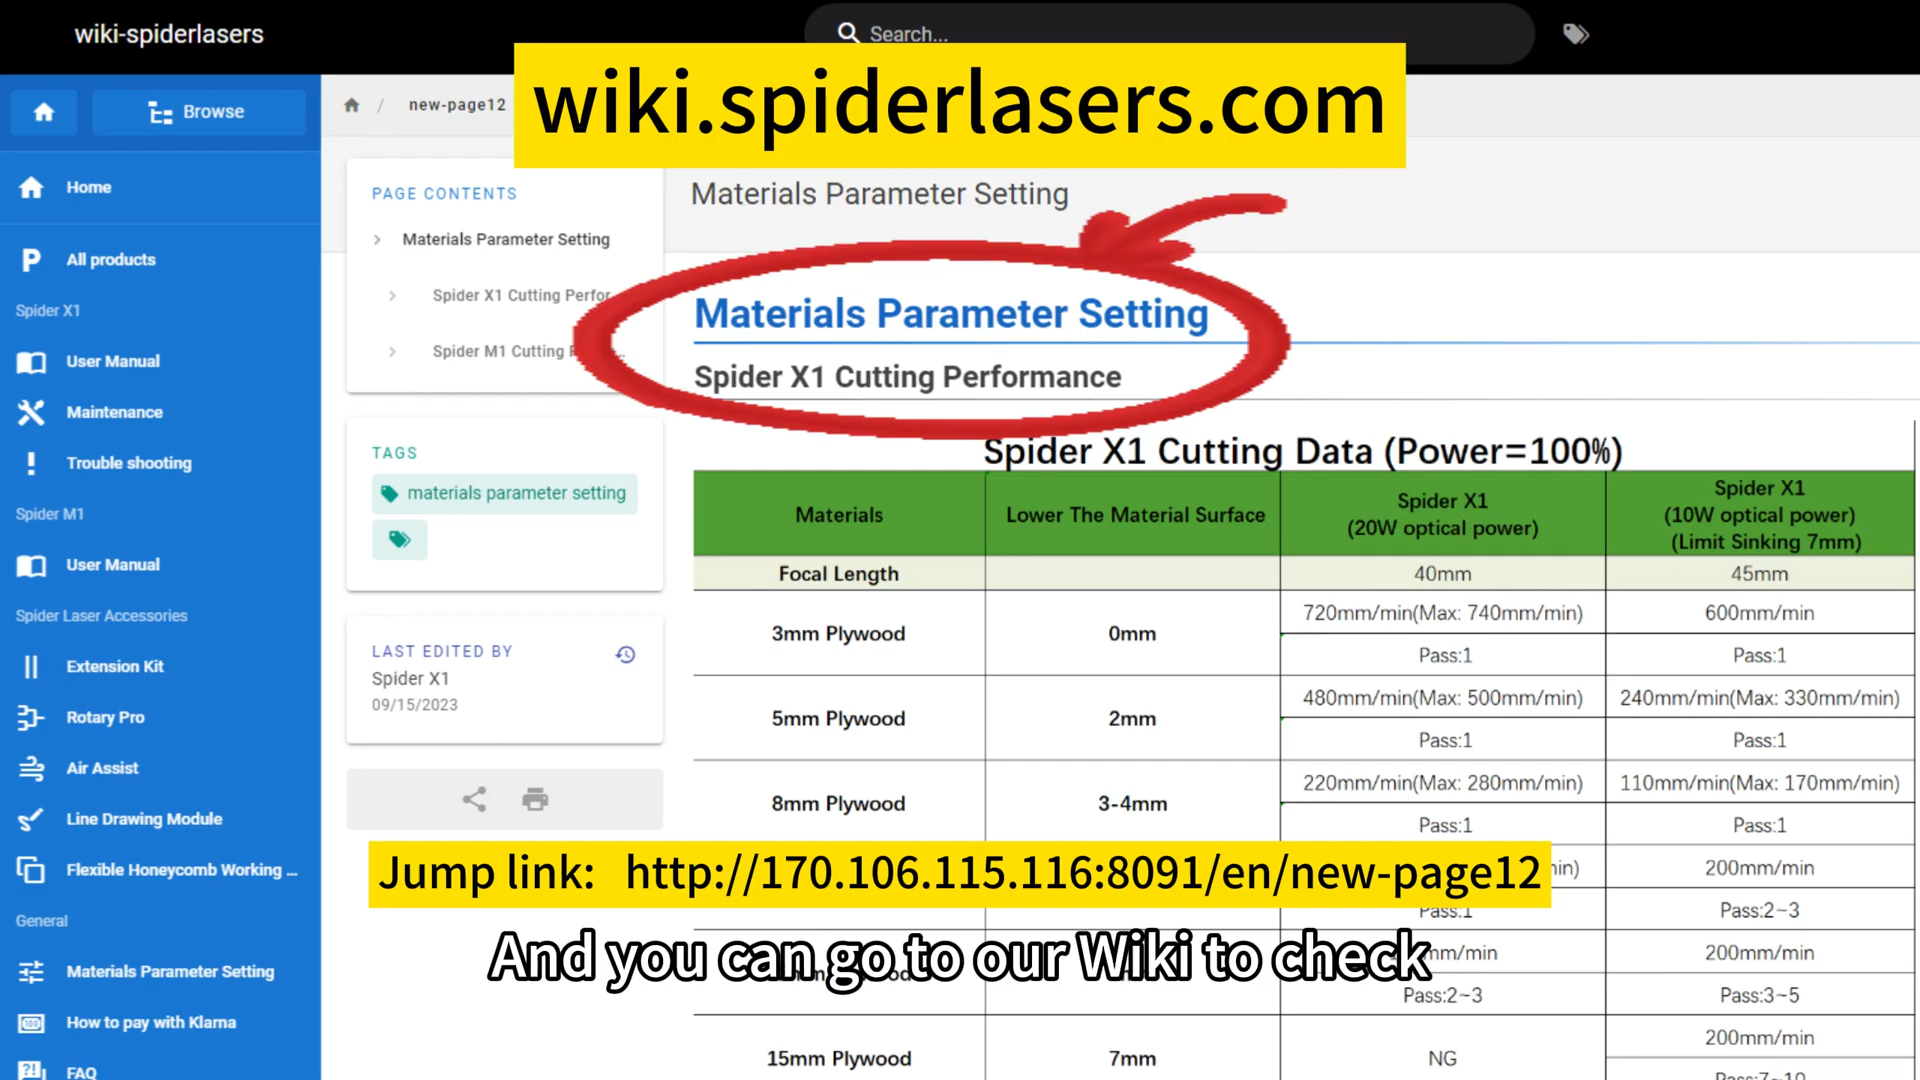 wiki-spiderlasers
Search...
wiki.spiderlasers.com
Browse
/ new-page12
Home
All products
Spider X1
User Manual
Maintenance
Trouble shooting
Spider M1
User Manual
Spider Laser Accessories
Extension Kit
Rotary Pro
Air Assist
Line Drawing Module
Flexible Honeycomb Working ...
General
Materials Parameter Setting
How to pay with Klarna
FAQ
PAGE CONTENTS
Materials Parameter Setting
Spider X1 Cutting Perfor
Spider M1 Cutting
TAGS
materials parameter setting
LAST EDITED BY
Spider X1
09/15/2023
Materials Parameter Setting
Materials Parameter Setting
Spider X1 Cutting Performance
Spider X1 Cutting Data (Power=100%)
Materials
Lower The Material Surface
Spider X1
(20W optical power)
Spider X1
(10W optical power)
(Limit Sinking 7mm)
Focal Length
40mm
45mm
3mm Plywood
0mm
720mm/min(Max: 740mm/min)
600mm/min
Pass:1
Pass:1
5mm Plywood
2mm
480mm/min(Max: 500mm/min)
240mm/min(Max: 330mm/min)
Pass:1
Pass:1
8mm Plywood
3-4mm
220mm/min(Max: 280mm/min)
110mm/min(Max: 170mm/min)
Pass:1
Pass:1
Jump link: http://170.106.115.116:8091/en/new-page12
200mm/min
Pass:1
Pass:2~3
And you can go to our Wiki to check
mm/min
200mm/min
Pass:2~3
Pass:3~5
15mm Plywood
7mm
NG
200mm/min
Pass:7~10